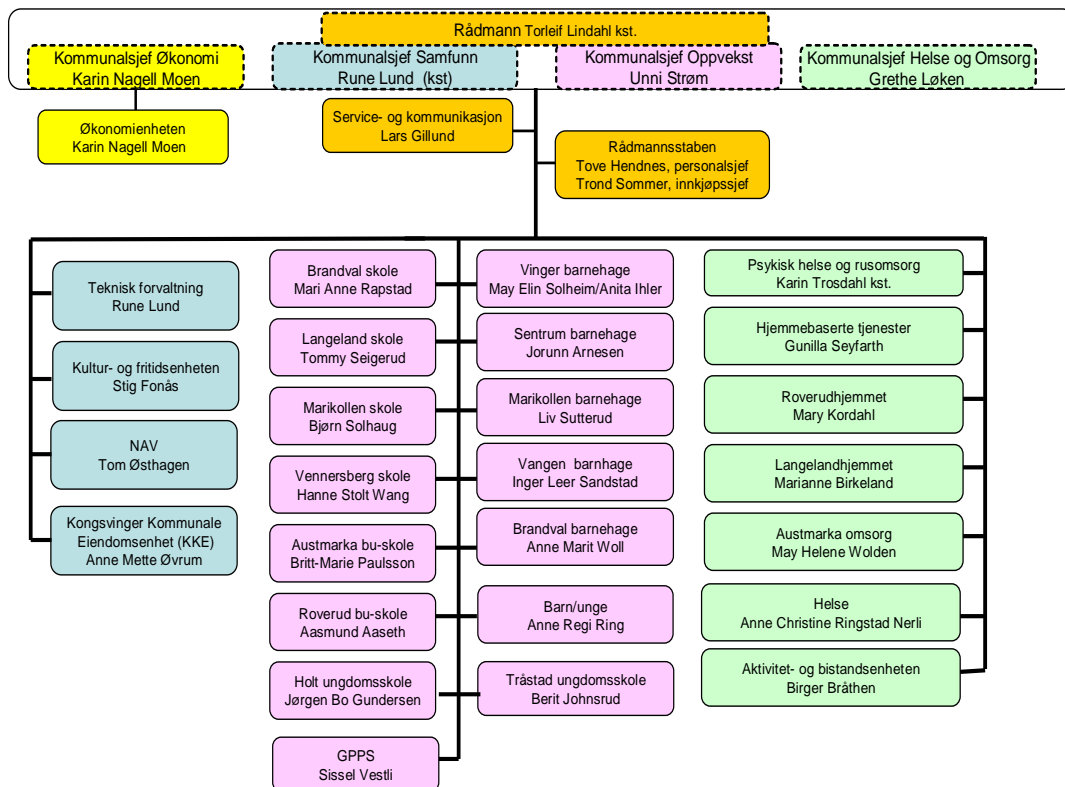 Rådmann Torleif Lindahl kst.
Kommunalsjef Økonomi
Karin Nagell Moen
Kommunalsjef Samfunn
Rune Lund (kst)
Kommunalsjef Oppvekst
Unni Strøm
Kommunalsjef Helse og Omsorg
Grethe Løken
Økonomienheten
Karin Nagell Moen
Service- og kommunikasjon
Lars Gillund
Rådmannsstaben
Tove Hendnes, personalsjef
Trond Sommer, innkjøpssjef
Teknisk forvaltning
Rune Lund
Kultur- og fritidsenheten
Stig Fonås
NAV
Tom Østhagen
Kongsvinger Kommunale
Eiendomsenhet (KKE)
Anne Mette Øvrum
Brandval skole
Mari Anne Rapstad
Langeland skole
Tommy Seigerud
Marikollen skole
Bjørn Solhaug
Vennersberg skole
Hanne Stolt Wang
Austmarka bu-skole
Britt-Marie Paulsson
Roverud bu-skole
Aasmund Aaseth
Holt ungdomsskole
Jørgen Bo Gundersen
GPPS
Sissel Vestli
Vinger barnehage
May Elin Solheim/Anita Ihler
Sentrum barnehage
Jorunn Arnesen
Marikollen barnehage
Liv Sutterud
Vangen barnhage
Inger Leer Sandstad
Brandval barnehage
Anne Marit Woll
Barn/unge
Anne Regi Ring
Tråstad ungdomsskole
Berit Johnsrud
Psykisk helse og rusomsorg
Karin Trosdahl kst.
Hjemmebaserte tjenester
Gunilla Seyfarth
Roverudhjemmet
Mary Kordahl
Langelandhjemmet
Marianne Birkeland
Austmarka omsorg
May Helene Wolden
Helse
Anne Christine Ringstad Nerli
Aktivitet- og bistandsenheten
Birger Bråthen